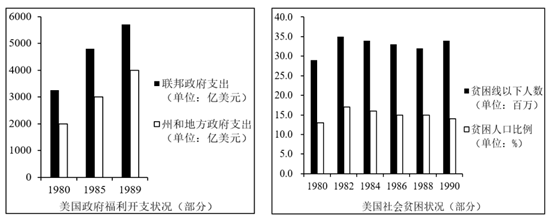 6000
5000
4000
3000
2000
1000
0
1980 1985 1989
联邦政府支出
（单位：亿美元）
州和地方政府支出
（单位：亿美元）
美国政府福利开支状况（部分）
40.0
35.0
30.0
25.0
20.0
15.0
10.0
5.0
0.0
1980 1982 1984 1986 1988 1990
贫困线以下人数
（单位：百万）
贫困人口比例
（单位：%）
美国社会贫困状况（部分）